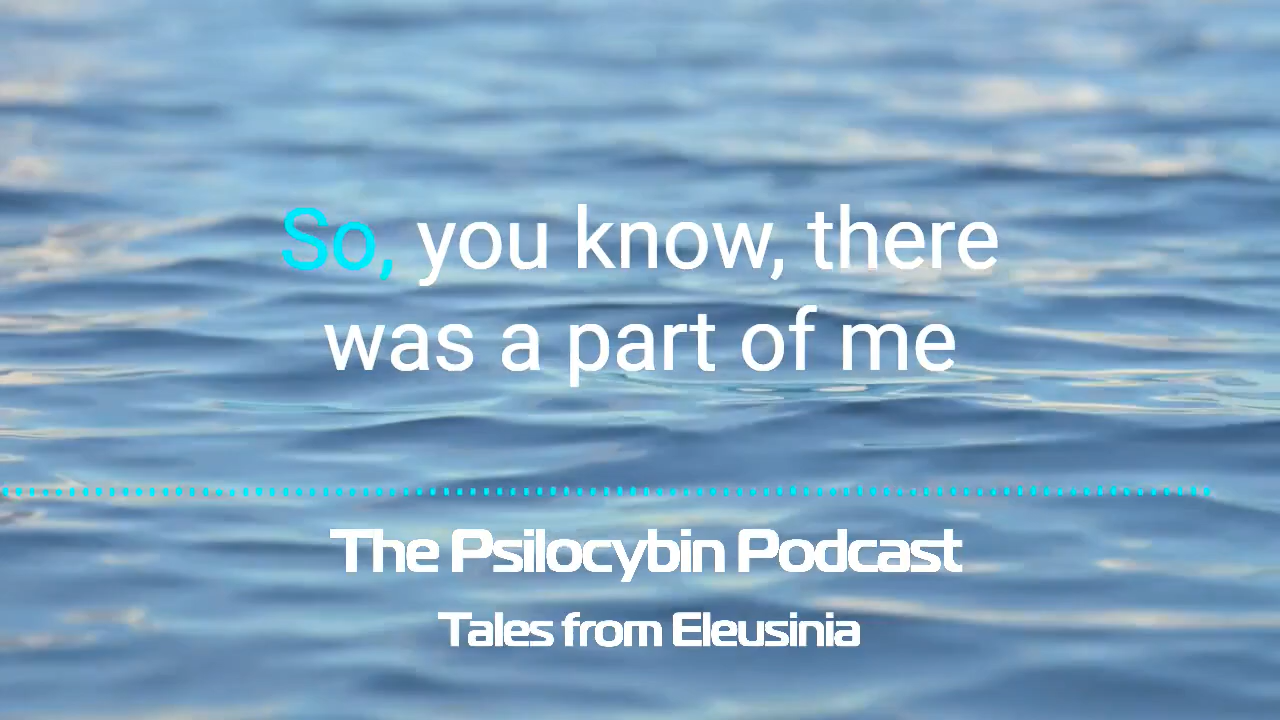 So, you know, there
was a part of me
The Psilocybin Podcast
Tales from Eleusinia